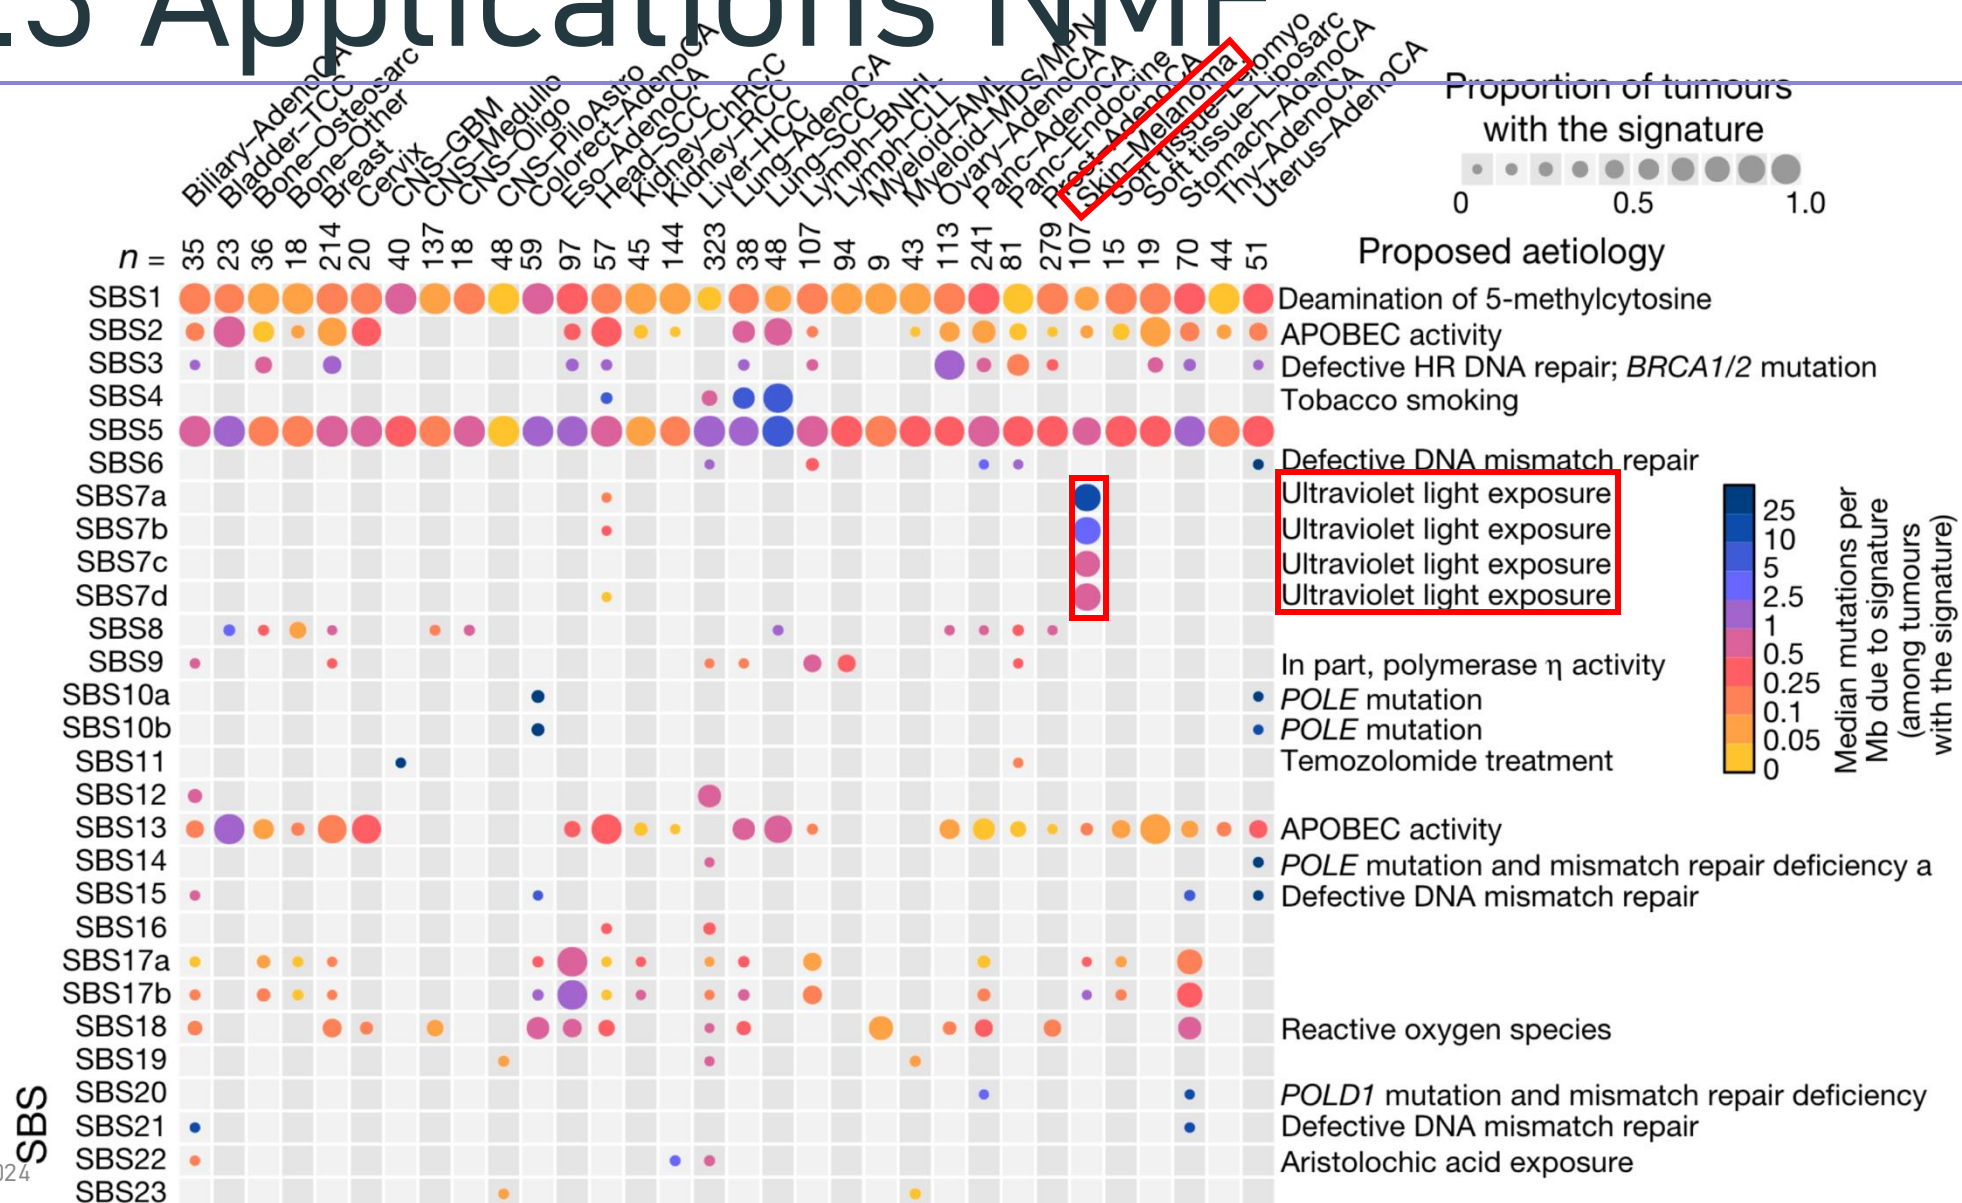 .3 Applications NMF
Biliary–AdenoCA
Bladder–TCC
Bone–Osteosarc
Bone–Other
Breast
Cervix
CNS–GBM
CNS–Medullo
CNS–Oligo
CNS–PiloAstro
Colorect–AdenoCA
Eso–AdenoCA
Head–SCC
Kidney–ChRCC
Kidney–RCC
Liver–HCC
Lung–AdenoCA
Lung–SCC
Lymph–BNHL
Lymph–CLL
Myeloid–AML
Myeloid–MDS/MPN
Ovary–AdenoCA
Panc–AdenoCA
Panc–Endocrine
Prost–AdenoCA
Skin–Melanoma
Soft tissue–Leiomyo
Soft tissue–Liposarc
Stomach–AdenoCA
Thy–AdenoCA
Uterus–AdenoCA
Proportion of tumours
with the signature
0 0.5 1.0
n = 35 23 36 18 214 20 40 137 18 48 59 97 57 45 144 323 38 48 107 94 9 43 113 241 81 279 107 15 19 70 44 51
Proposed aetiology
SBS1 Deamination of 5-methylcytosine
SBS2 APOBEC activity
SBS3 Defective HR DNA repair; BRCA1/2 mutation
SBS4 Tobacco smoking
SBS5
SBS6 Defective DNA mismatch repair
SBS7a Ultraviolet light exposure
SBS7b Ultraviolet light exposure
SBS7c Ultraviolet light exposure
SBS7d Ultraviolet light exposure
SBS8
SBS9 In part, polymerase η activity
SBS10a POLE mutation
SBS10b POLE mutation
SBS11 Temozolomide treatment
SBS12
SBS13 APOBEC activity
SBS14 POLE mutation and mismatch repair deficiency a
SBS15 Defective DNA mismatch repair
SBS16
SBS17a
SBS17b
SBS18 Reactive oxygen species
SBS19
SBS20 POLD1 mutation and mismatch repair deficiency
SBS21 Defective DNA mismatch repair
SBS22 Aristolochic acid exposure
SBS23
25
10
5
2.5
1
0.5
0.25
0.1
0.05
0
Median mutations per
Mb due to signature
(among tumours
with the signature)
SBS
024